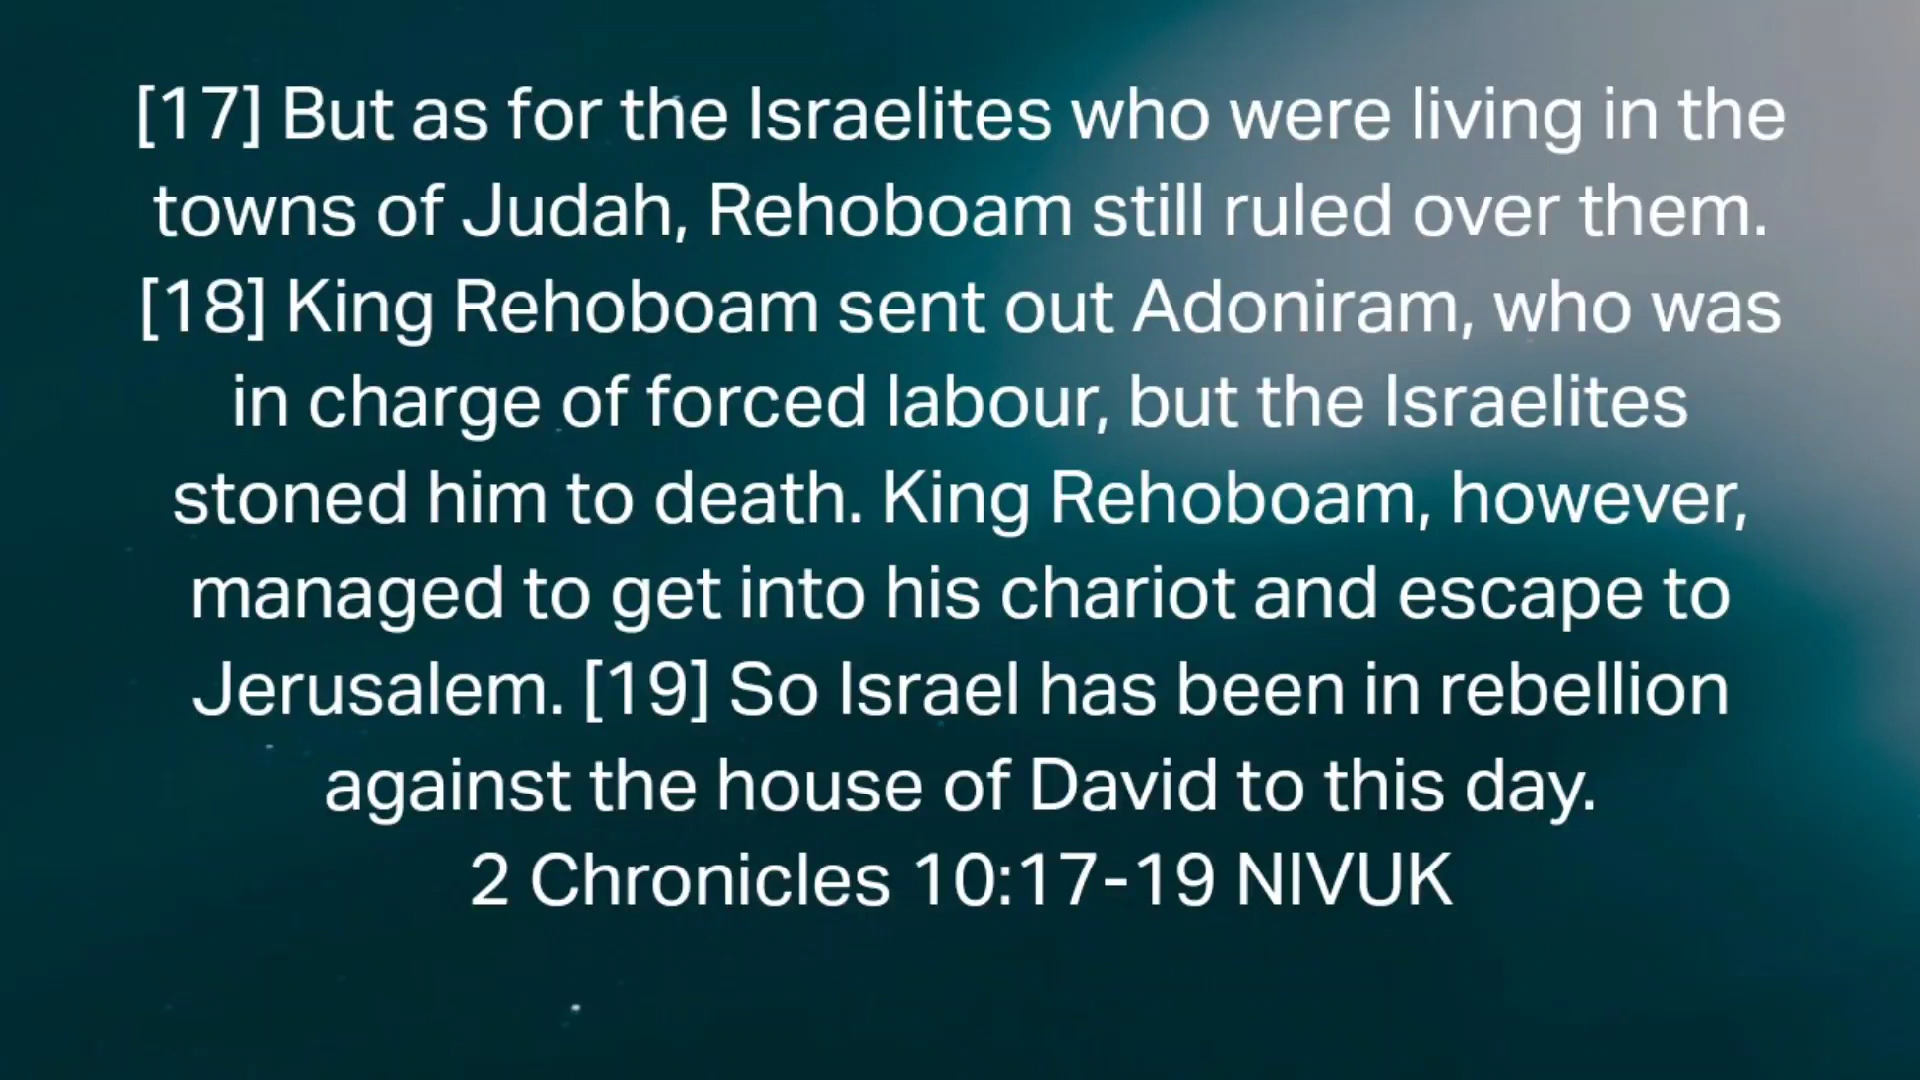 [17] But as for the Israelites who were living in the
towns of Judah, Rehoboam still ruled over them.
[18] King Rehoboam sent out Adoniram, who was
in charge of forced labour, but the Israelites
stoned him to death. King Rehoboam, however,
managed to get into his chariot and escape to
Jerusalem. [19] So Israel has been in rebellion
against the house of David to this day.
2 Chronicles 10:17-19 NIVUK